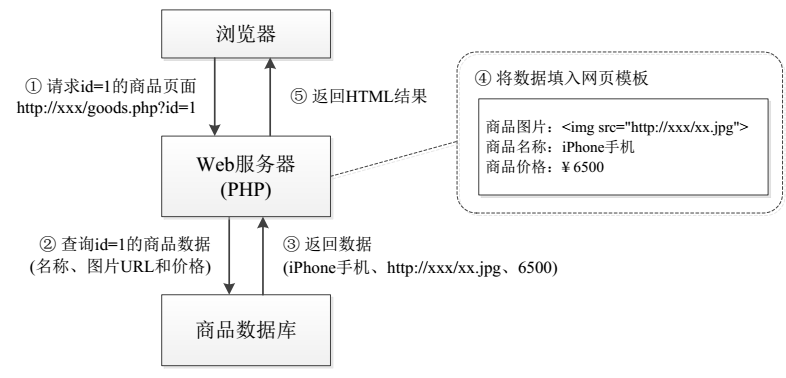 浏览器
① 请求id=1的商品页面
http://xxx/goods.php?id=1
⑤ 返回HTML结果
④ 将数据填入网页模板
商品图片：<img src="http://xxx/xx.jpg">
商品名称：iPhone手机
商品价格：¥6500
Web服务器
(PHP)
② 查询id=1的商品数据
(名称、图片URL和价格)
③ 返回数据
(iPhone手机、http://xxx/xx.jpg、6500)
商品数据库